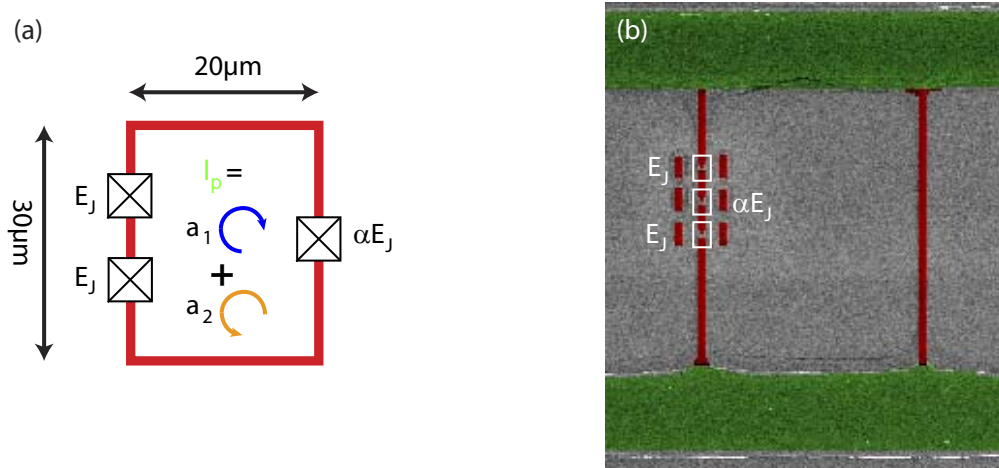 (a)
20μm
30μm
E_J
E_J
I_p =
a_1
+
a_2
αE_J
(b)
E_J
αE_J
E_J